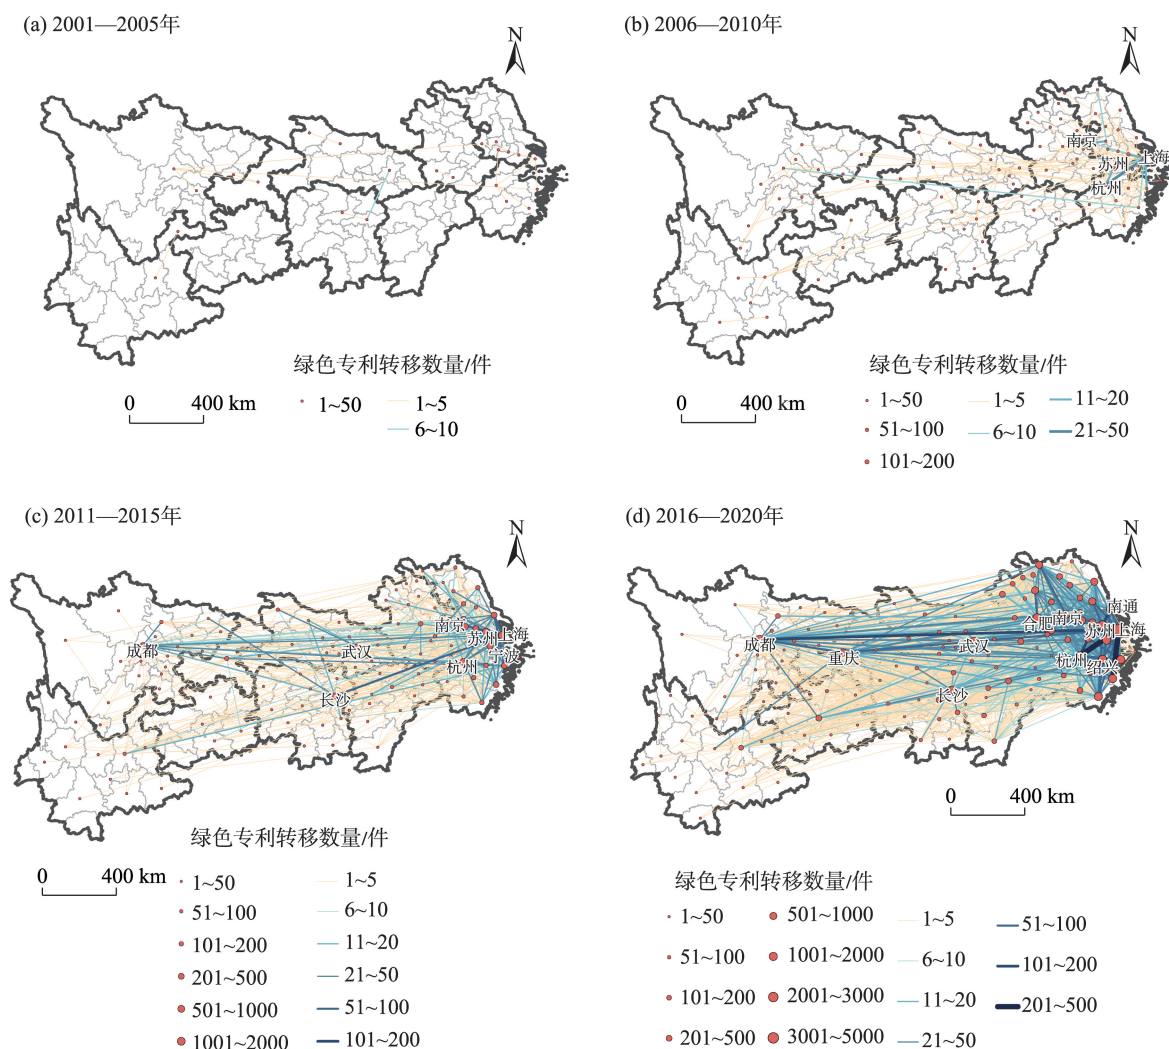 (a) 2001—2005年
N
绿色专利转移数量/件
0 400 km
1~50
1~5
6~10
(b) 2006—2010年
N
南京
苏州
上海
杭州
绿色专利转移数量/件
0 400 km
1~50 1~5 11~20
51~100 6~10 21~50
101~200
(c) 2011—2015年
N
成都
武汉
长沙
南京
苏州
上海
宁波
杭州
绿色专利转移数量/件
0 400 km
1~50 1~5
51~100 6~10
101~200 11~20
201~500 21~50
501~1000 51~100
1001~2000 101~200
(d) 2016—2020年
N
成都
重庆
武汉
长沙
合肥
南京
南通
苏州
上海
杭州
绍兴
0 400 km
绿色专利转移数量/件
1~50 501~1000 1~5 51~100
51~100 1001~2000 6~10 101~200
101~200 2001~3000 11~20 201~500
201~500 3001~5000 21~50